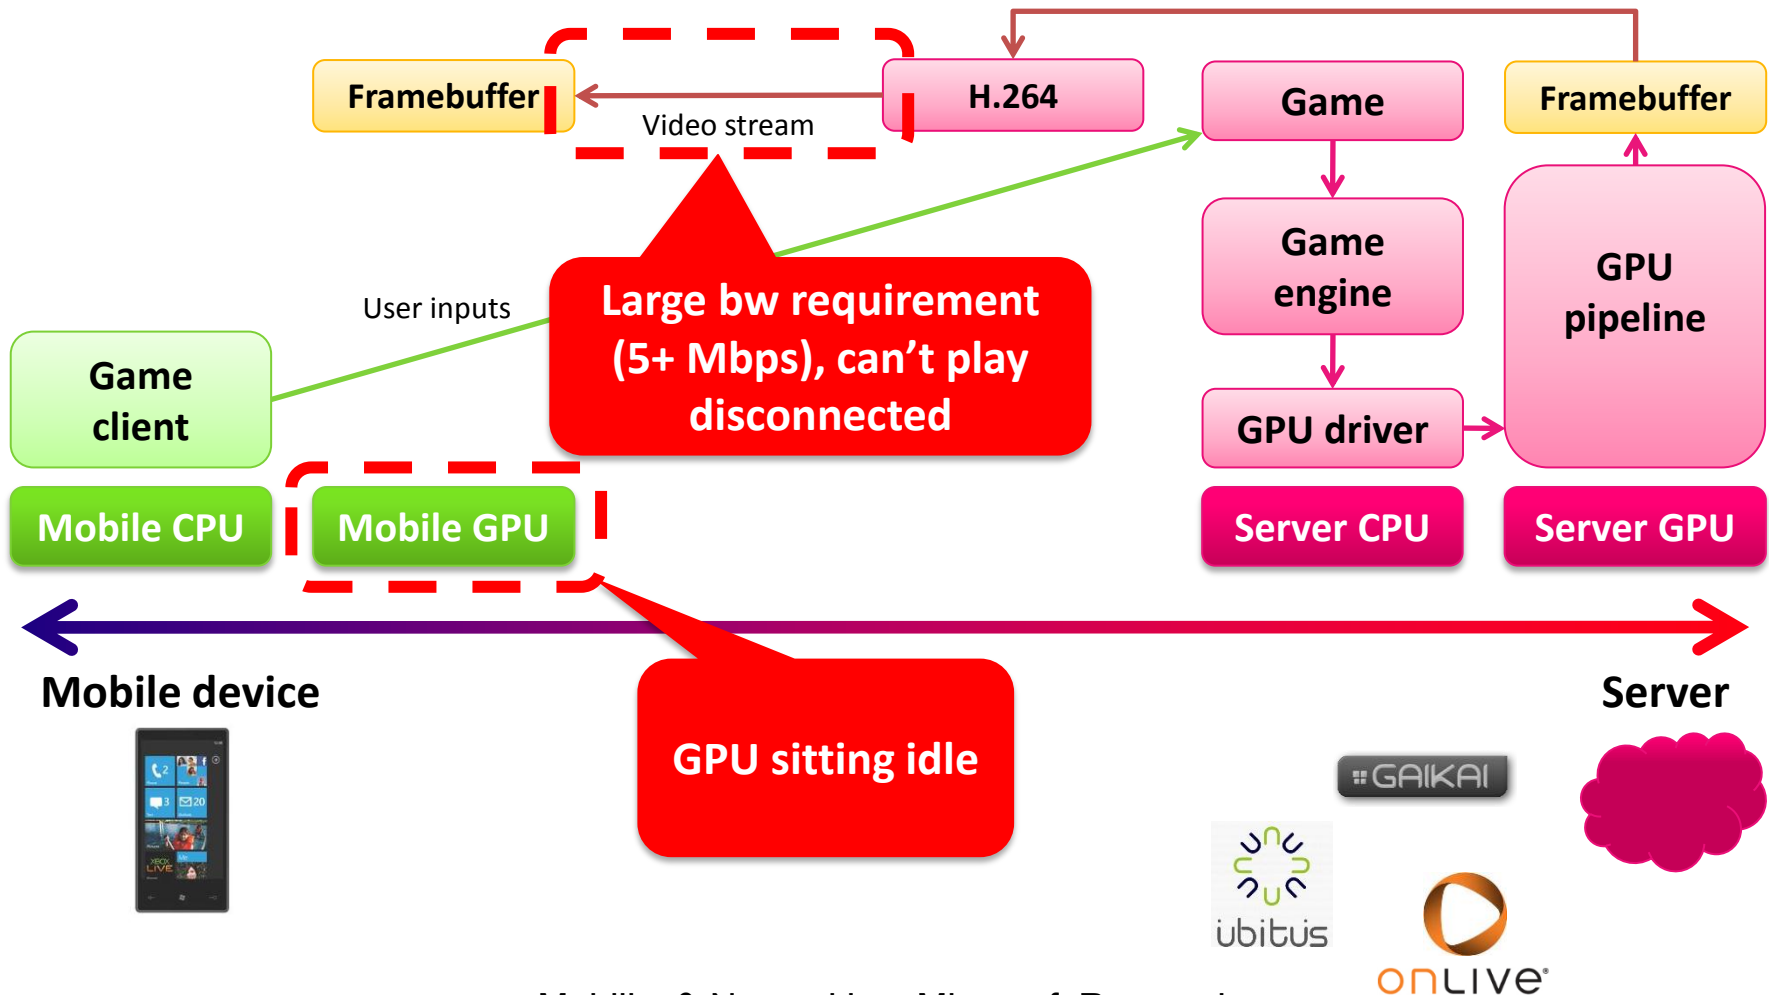 Framebuffer
H.264
Game
Framebuffer
Video stream
Game
engine
GPU
pipeline
User inputs
Large bw requirement
(5+ Mbps), can't play
disconnected
Game
client
GPU driver
Mobile CPU
Mobile GPU
Server CPU
Server GPU
Mobile device
Server
GPU sitting idle
GAIKAI
XBOX
LIVE
ubitus
onLIVE®